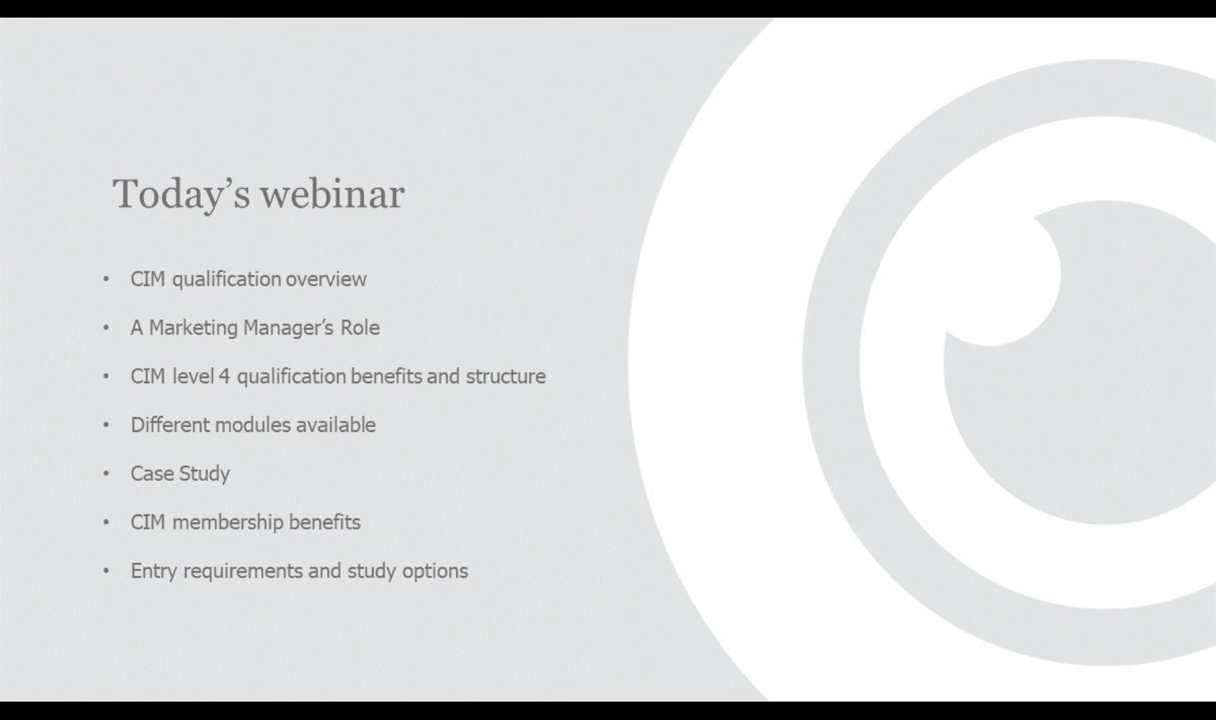 Today’s webinar
• CIM qualification overview
• A Marketing Manager’s Role
• CIM level 4 qualification benefits and structure
• Different modules available
• Case Study
• CIM membership benefits
• Entry requirements and study options